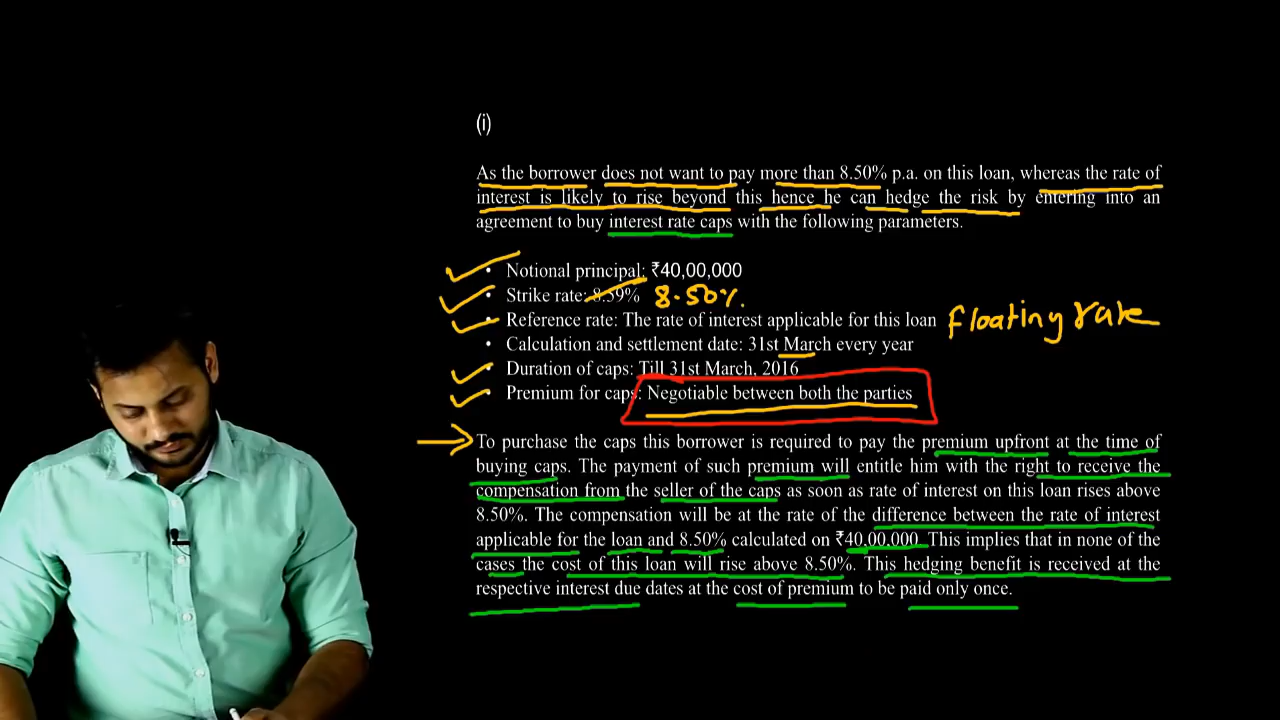 (i)
As the borrower does not want to pay more than 8.50% p.a. on this loan, whereas the rate of
interest is likely to rise beyond this hence he can hedge the risk by entering into an
agreement to buy interest rate caps with the following parameters.
• Notional principal: ₹40,00,000
• Strike rate: 8.59% 8.50%.
• Reference rate: The rate of interest applicable for this loan floating rate
• Calculation and settlement date: 31st March every year
• Duration of caps: Till 31st March, 2016
• Premium for caps: Negotiable between both the parties
To purchase the caps this borrower is required to pay the premium upfront at the time of
buying caps. The payment of such premium will entitle him with the right to receive the
compensation from the seller of the caps as soon as rate of interest on this loan rises above
8.50%. The compensation will be at the rate of the difference between the rate of interest
applicable for the loan and 8.50% calculated on ₹40,00,000 This implies that in none of the
cases the cost of this loan will rise above 8.50%. This hedging benefit is received at the
respective interest due dates at the cost of premium to be paid only once.